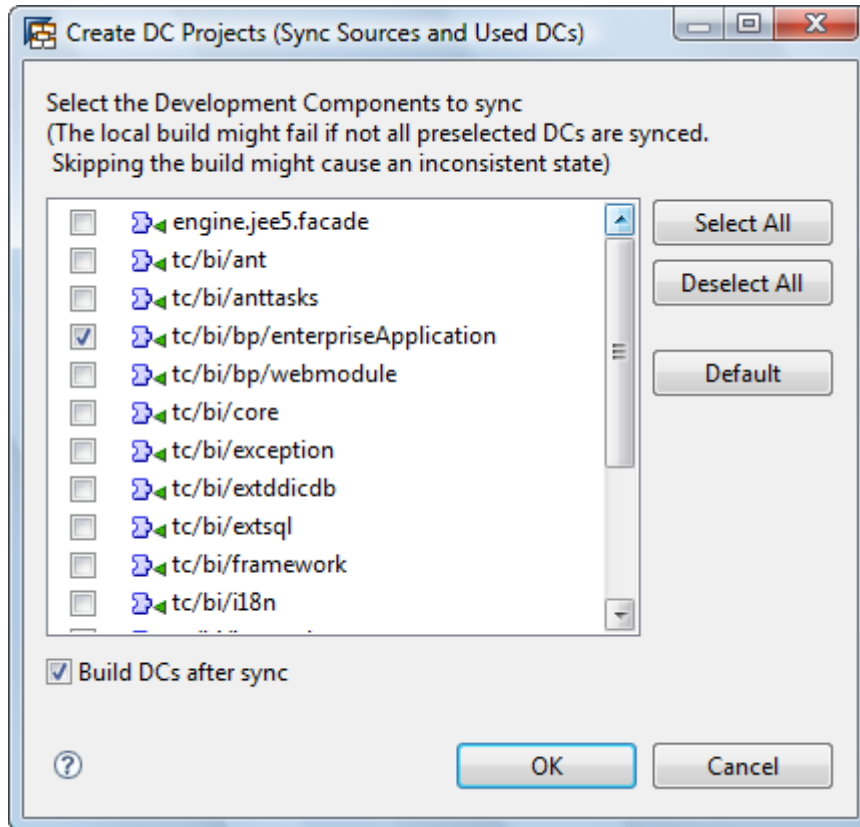 Create DC Projects (Sync Sources and Used DCs)
Select the Development Components to sync
(The local build might fail if not all preselected DCs are synced.
Skipping the build might cause an inconsistent state)
engine.jee5.facade
tc/bi/ant
tc/bi/anttasks
tc/bi/bp/enterpriseApplication
tc/bi/bp/webmodule
tc/bi/core
tc/bi/exception
tc/bi/extddicdb
tc/bi/extsql
tc/bi/framework
tc/bi/i18n
Select All
Deselect All
Default
Build DCs after sync
?
OK
Cancel